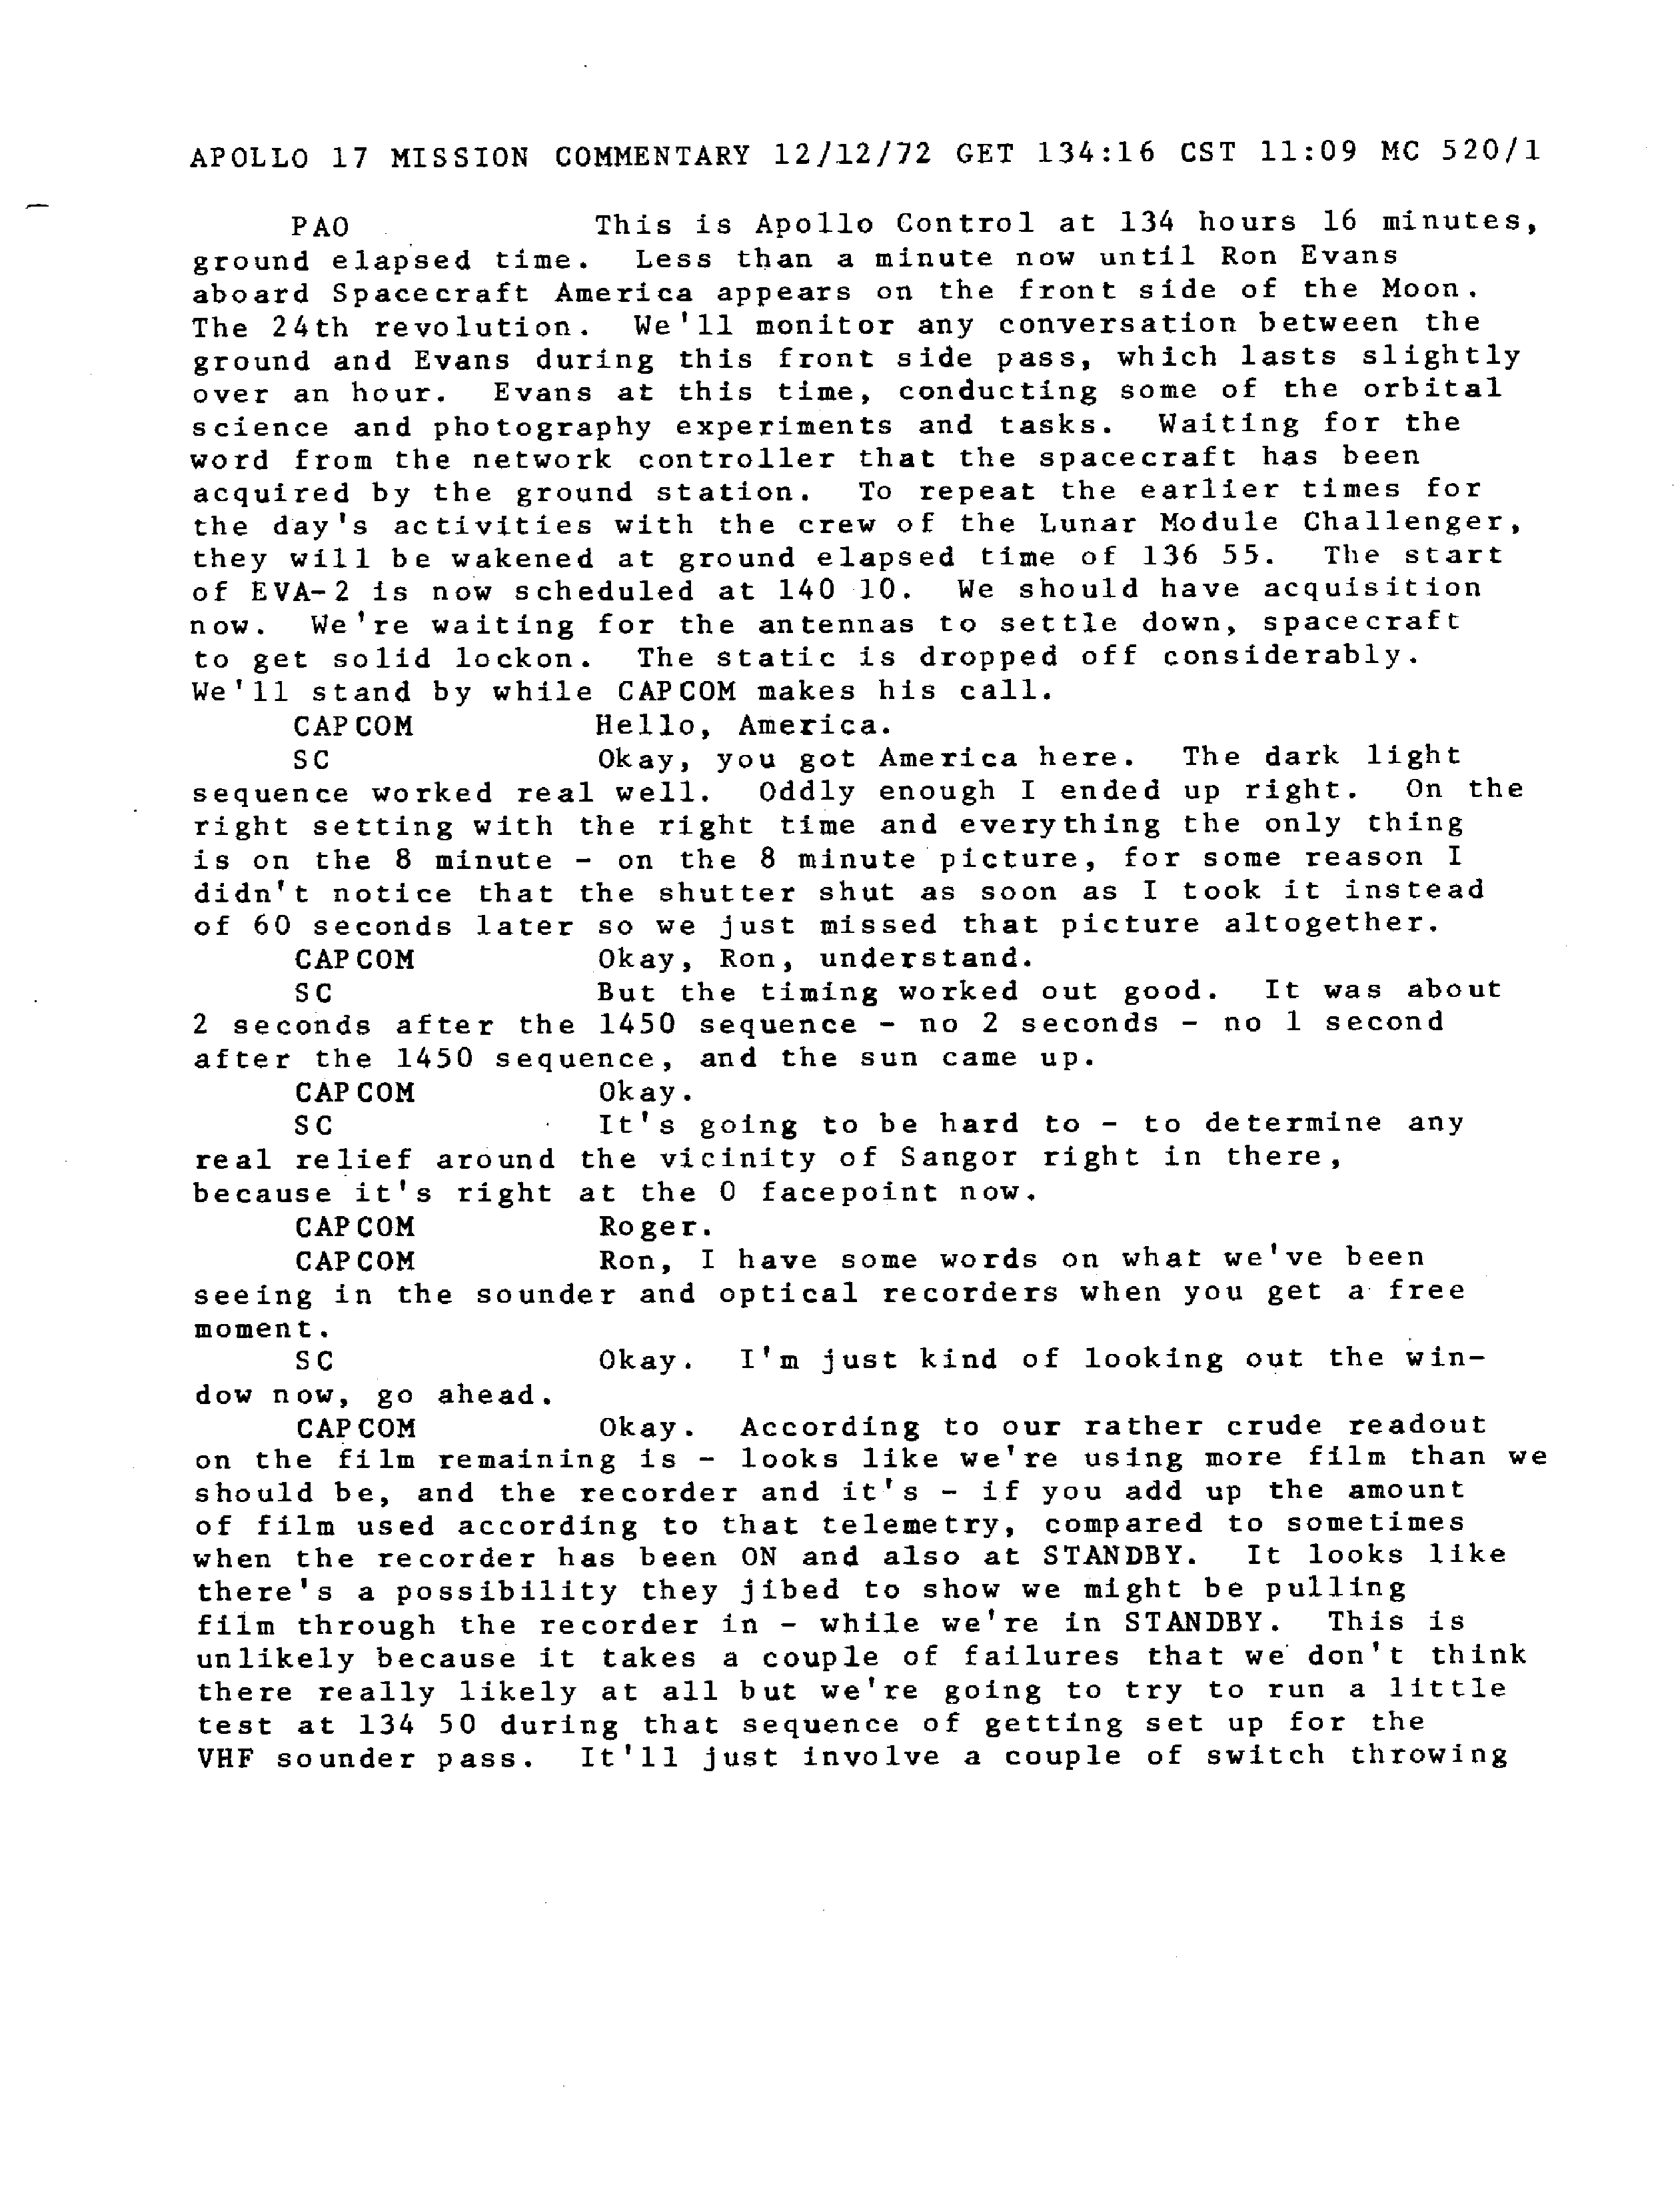 APOLLO 17 MISSION COMMENTARY 12/12/72 GET 134:16 CST 11:09 MC 520/1
PAO This is Apollo Control at 134 hours 16 minutes,
ground elapsed time. Less than a minute now until Ron Evans
aboard Spacecraft America appears on the front side of the Moon.
The 24th revolution. We'll monitor any conversation between the
ground and Evans during this front side pass, which lasts slightly
over an hour. Evans at this time, conducting some of the orbital
science and photography experiments and tasks. Waiting for the
word from the network controller that the spacecraft has been
acquired by the ground station. To repeat the earlier times for
the day's activities with the crew of the Lunar Module Challenger,
they will be wakened at ground elapsed time of 136 55. The start
of EVA-2 is now scheduled at 140 10. We should have acquisition
now. We're waiting for the antennas to settle down, spacecraft
to get solid lockon. The static is dropped off considerably.
We'll stand by while CAPCOM makes his call.
CAPCOM Hello, America.
SC Okay, you got America here. The dark light
sequence worked real well. Oddly enough I ended up right. On the
right setting with the right time and everything the only thing
is on the 8 minute - on the 8 minute picture, for some reason I
didn't notice that the shutter shut as soon as I took it instead
of 60 seconds later so we just missed that picture altogether.
CAPCOM Okay, Ron, understand.
SC But the timing worked out good. It was about
2 seconds after the 1450 sequence - no 2 seconds - no 1 second
after the 1450 sequence, and the sun came up.
CAPCOM Okay.
SC It's going to be hard to - to determine any
real relief around the vicinity of Sangor right in there,
because it's right at the 0 facepoint now.
CAPCOM Roger.
CAPCOM Ron, I have some words on what we've been
seeing in the sounder and optical recorders when you get a free
moment.
SC Okay. I'm just kind of looking out the win-
dow now, go ahead.
CAPCOM Okay. According to our rather crude readout
on the film remaining is - looks like we're using more film than we
should be, and the recorder and it's - if you add up the amount
of film used according to that telemetry, compared to sometimes
when the recorder has been ON and also at STANDBY. It looks like
there's a possibility they jibed to show we might be pulling
film through the recorder in - while we're in STANDBY. This is
unlikely because it takes a couple of failures that we don't think
there really likely at all but we're going to try to run a little
test at 134 50 during that sequence of getting set up for the
VHF sounder pass. It'll just involve a couple of switch throwing